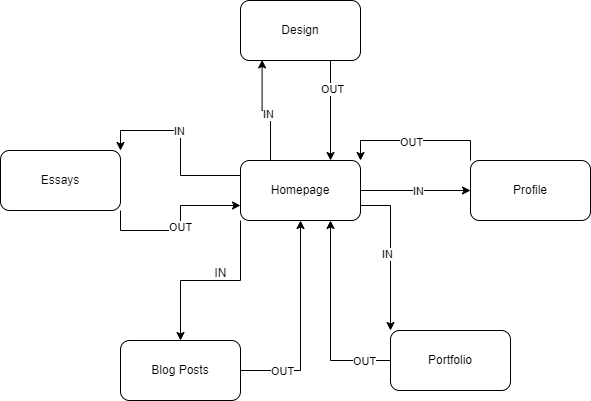 Design
OUT
IN
IN
OUT
Essays
Homepage
IN
Profile
OUT
IN
IN
Blog Posts
OUT
OUT
Portfolio